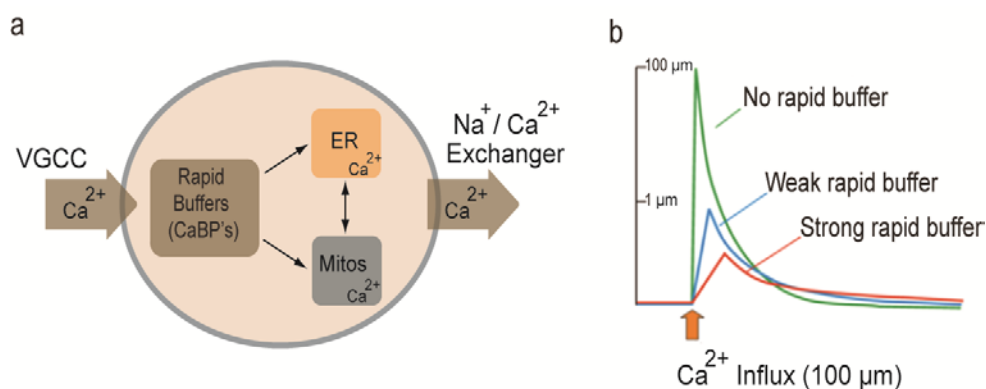 a
VGCC
Ca2+
Rapid
Buffers
(CaBP's)
ER
Ca2+
Mitos
Ca2+
Na+/ Ca2+
Exchanger
Ca2+
b
100 µm
1 µm
No rapid buffer
Weak rapid buffer
Strong rapid buffer
Ca2+ Influx (100 µm)